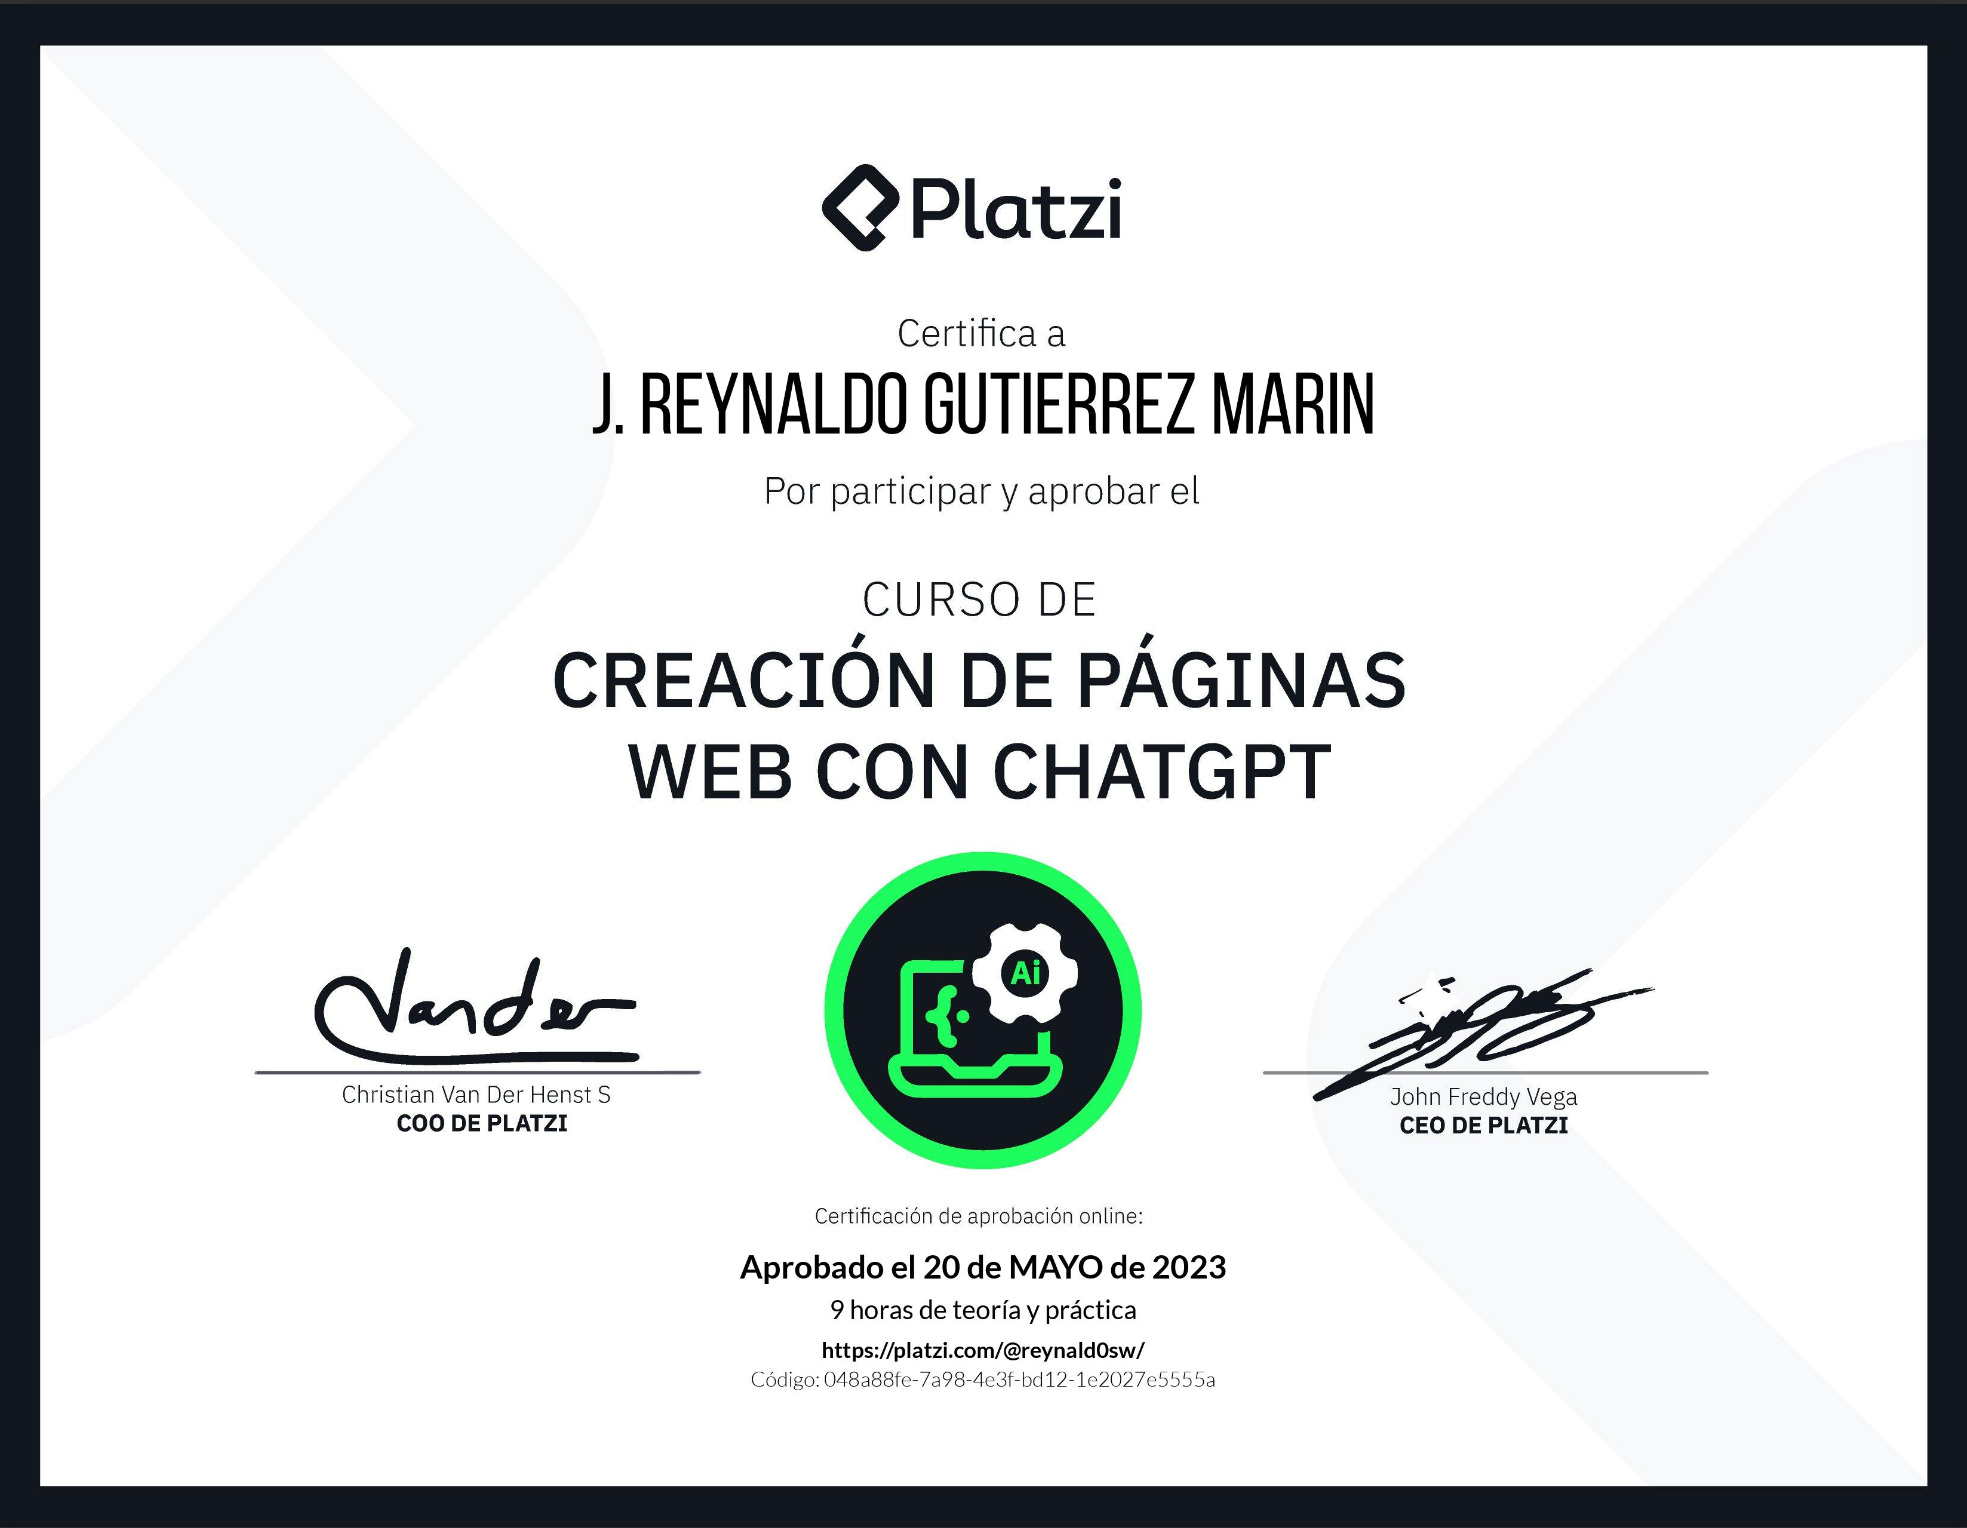 Platzi
Certifica a
J. REYNALDO GUTIERREZ MARIN
Por participar y aprobar el
CURSO DE
CREACIÓN DE PÁGINAS
WEB CON CHATGPT
Ai
Vander
Christian Van Der Henst S
COO DE PLATZI
John Freddy Vega
CEO DE PLATZI
Certificación de aprobación online:
Aprobado el 20 de MAYO de 2023
9 horas de teoría y práctica
https://platzi.com/@reynald0sw/
Código: 048a88fe-7a98-4e3f-bd12-1e2027e5555a